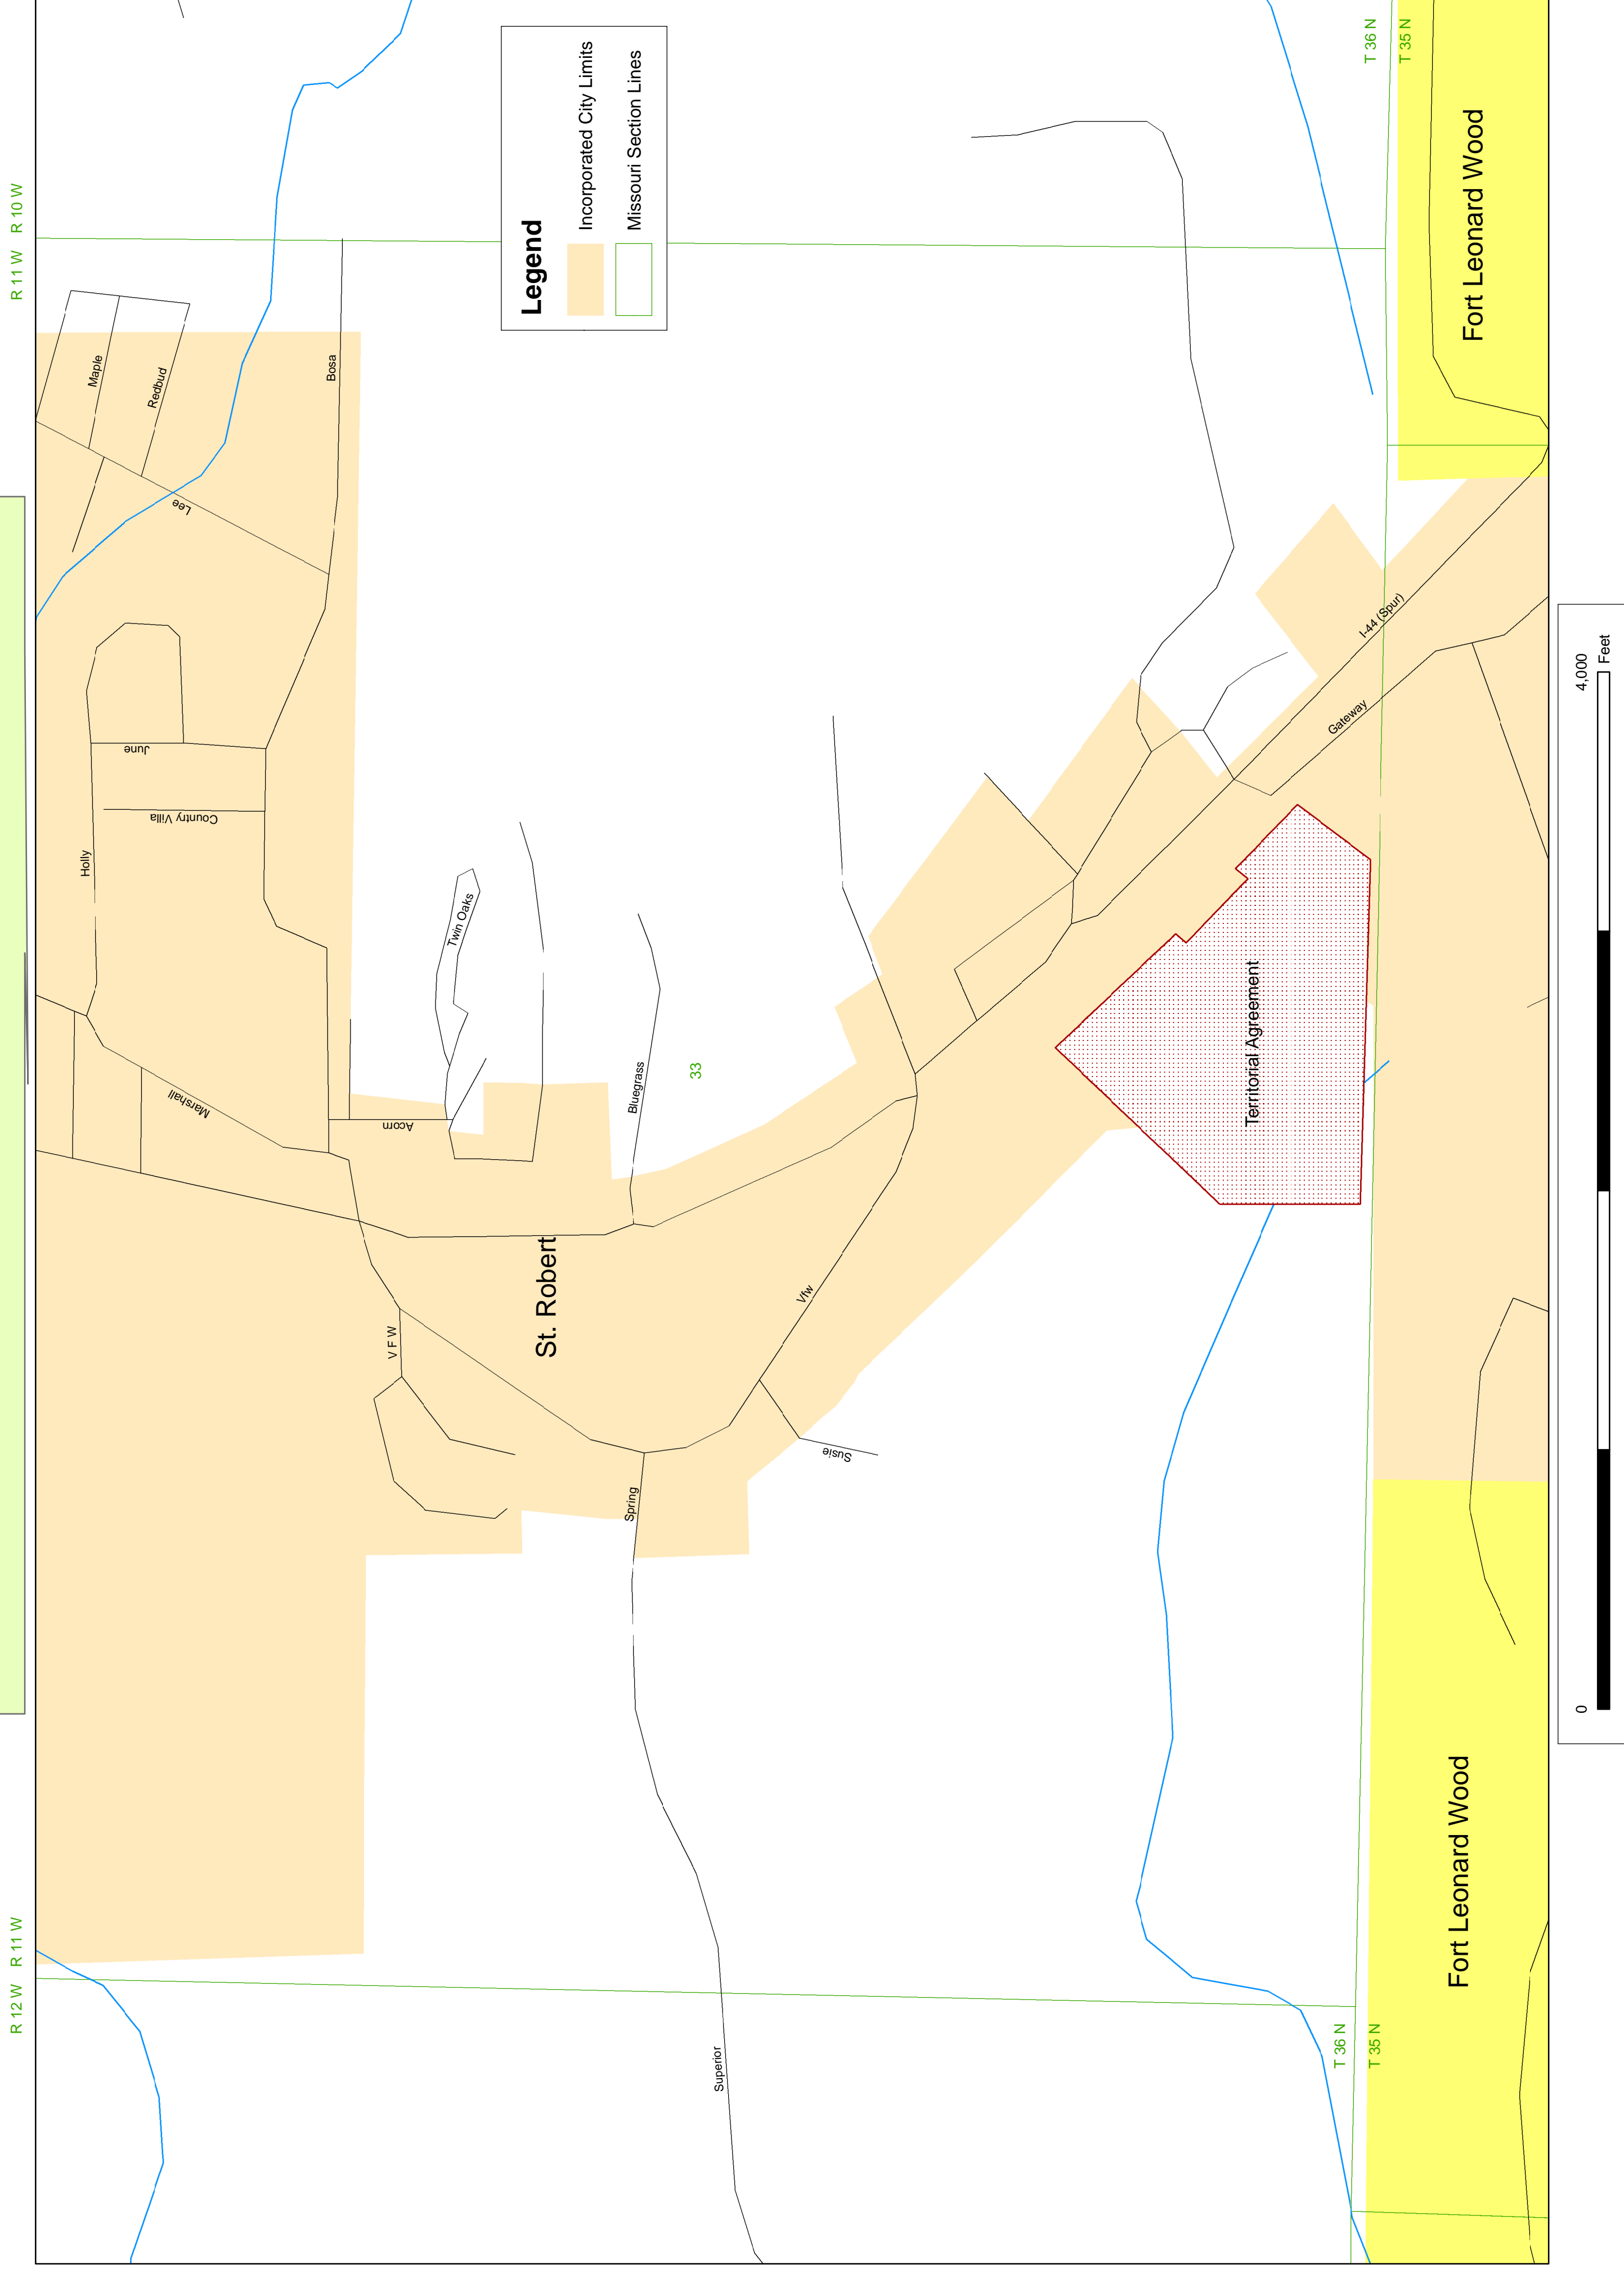 R 12 W
R 11 W
R 11 W
R 10 W
Maple
Redbud
Lee
Bosa
June
Country Villa
Holly
Marshall
Acorn
Twin Oaks
Bluegrass
33
V F W
St. Robert
Spring
Vfw
Susie
Superior
Legend
Incorporated City Limits
Missouri Section Lines
Territorial Agreement
I-44 (Spur)
Gateway
T 36 N
T 35 N
T 36 N
T 35 N
Fort Leonard Wood
Fort Leonard Wood
0
4,000
Feet